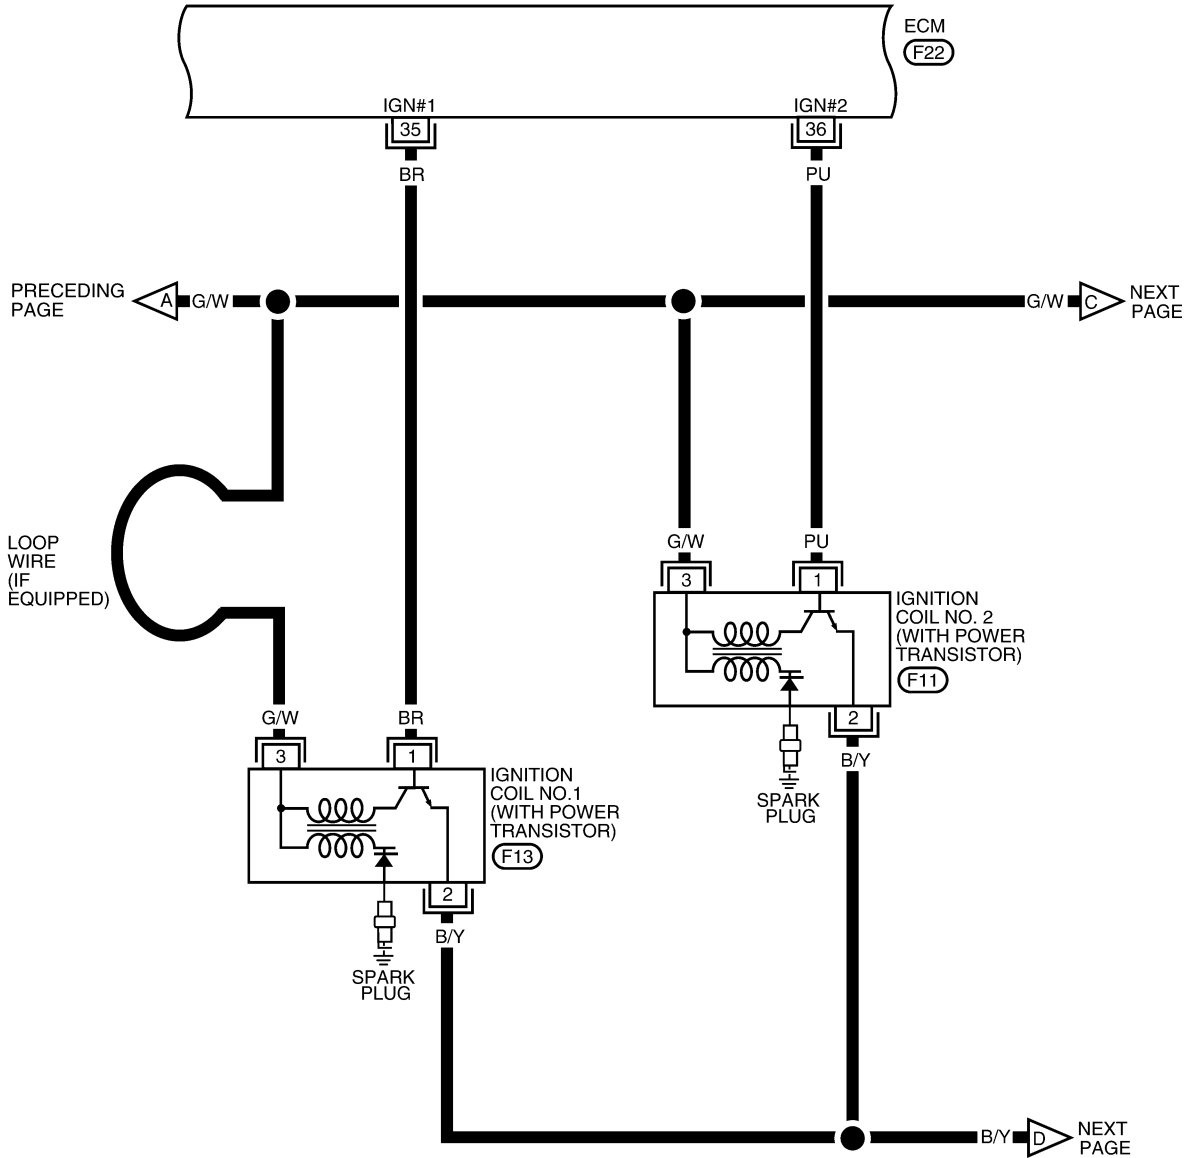 ECM
F22
IGN#1
IGN#2
35
36
BR
PU
PRECEDING
PAGE
A
G/W
G/W
C
NEXT
PAGE
LOOP
WIRE
(IF
EQUIPPED)
G/W
PU
3
1
IGNITION
COIL NO. 2
(WITH POWER
TRANSISTOR)
F11
2
B/Y
SPARK
PLUG
G/W
BR
3
1
IGNITION
COIL NO.1
(WITH POWER
TRANSISTOR)
F13
2
B/Y
SPARK
PLUG
B/Y
D
NEXT
PAGE